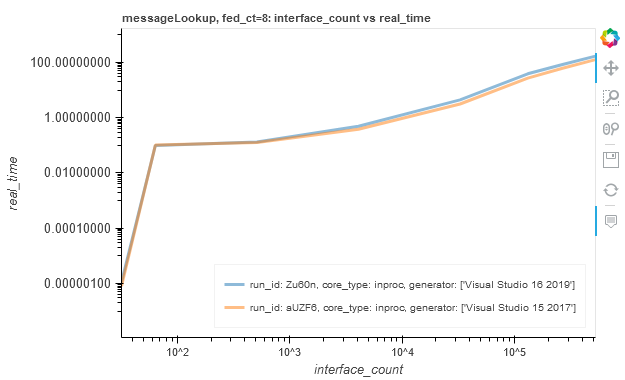 messageLookup, fed_ct=8: interface_count vs real_time
100.00000000
1.00000000
0.01000000
0.00010000
0.00000100
real_time
run_id: Zu60n, core_type: inproc, generator: ['Visual Studio 16 2019']
run_id: aUZF6, core_type: inproc, generator: ['Visual Studio 15 2017']
10^2 10^3 10^4 10^5
interface_count